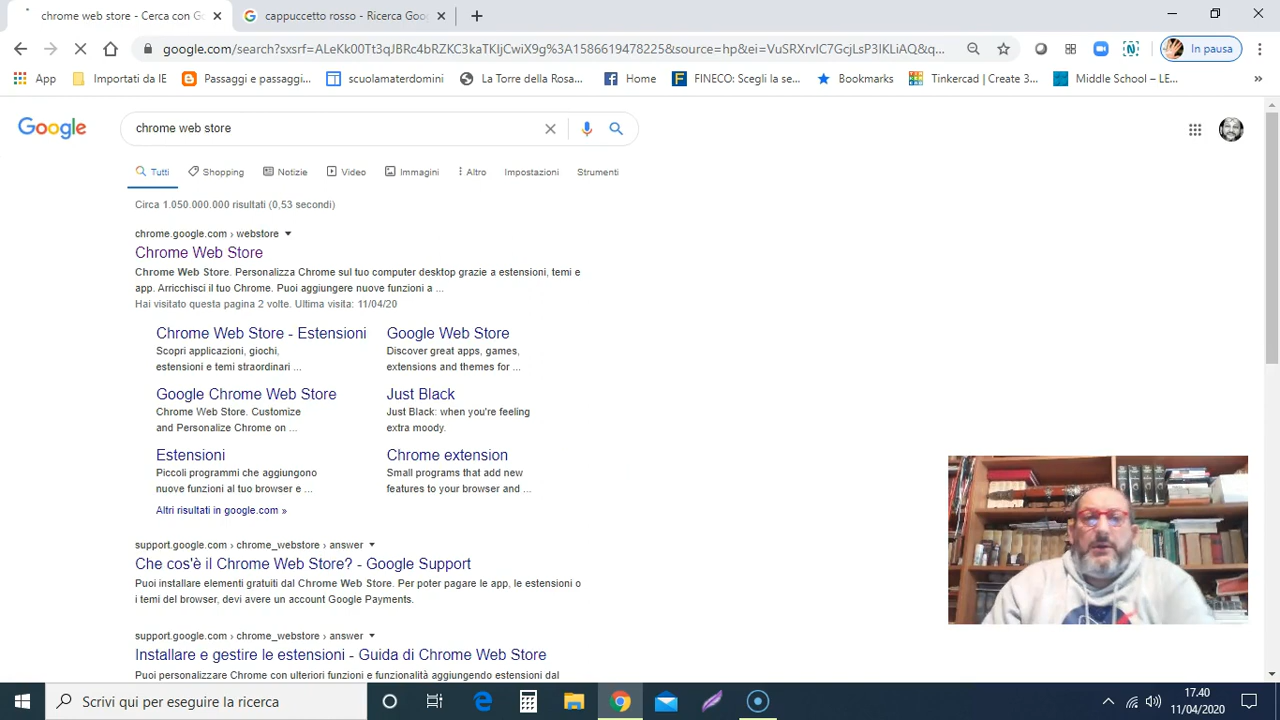 chrome web store - Cerca con G
cappuccetto rosso - Ricerca Goo
google.com/search?sxsrf=ALeKk00Tt3qJBRc4bRZKC3kaTKIjCwiX9g%3A1586619478225&source=hp&ei=VuSRXrlC7GcjLsP3IKLiAQ&q...
In pausa
App
Importati da IE
Passaggi e passaggi...
scuolamaterdomini
La Torre della Rosa...
Home
FINECO: Scegli la se...
Bookmarks
Tinkercad | Create 3...
Middle School – LE...
Google
chrome web store
Tutti
Shopping
Notizie
Video
Immagini
Altro
Impostazioni
Strumenti
Circa 1.050.000.000 risultati (0,53 secondi)
chrome.google.com › webstore
Chrome Web Store
Chrome Web Store. Personalizza Chrome sul tuo computer desktop grazie a estensioni, temi e
app. Arricchisci il tuo Chrome. Puoi aggiungere nuove funzioni a ...
Hai visitato questa pagina 2 volte. Ultima visita: 11/04/20
Chrome Web Store - Estensioni
Scopri applicazioni, giochi,
estensioni e temi straordinari ...
Google Web Store
Discover great apps, games,
extensions and themes for ...
Google Chrome Web Store
Chrome Web Store. Customize
and Personalize Chrome on ...
Just Black
Just Black: when you're feeling
extra moody.
Estensioni
Piccoli programmi che aggiungono
nuove funzioni al tuo browser e ...
Chrome extension
Small programs that add new
features to your browser and ...
Altri risultati in google.com »
support.google.com › chrome_webstore › answer
Che cos'è il Chrome Web Store? - Google Support
Puoi installare elementi gratuiti dal Chrome Web Store. Per poter pagare le app, le estensioni o
i temi del browser, devi avere un account Google Payments.
support.google.com › chrome_webstore › answer
Installare e gestire le estensioni - Guida di Chrome Web Store
Puoi personalizzare Chrome con ulteriori funzioni e funzionalità aggiungendo estensioni dal
Scrivi qui per eseguire la ricerca
17.40
11/04/2020